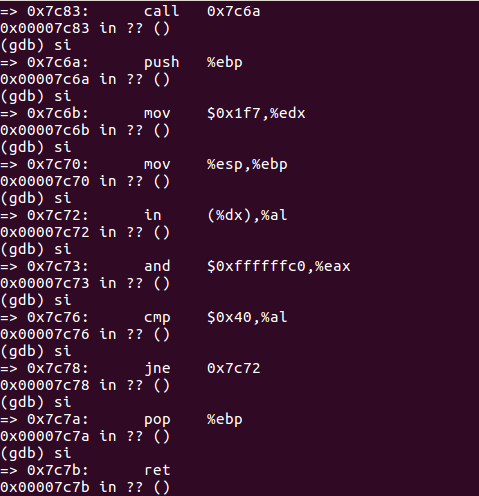 => 0x7c83:      call   0x7c6a
0x00007c83 in ?? ()
(gdb) si
=> 0x7c6a:      push   %ebp
0x00007c6a in ?? ()
(gdb) si
=> 0x7c6b:      mov    $0x1f7,%edx
0x00007c6b in ?? ()
(gdb) si
=> 0x7c70:      mov    %esp,%ebp
0x00007c70 in ?? ()
(gdb) si
=> 0x7c72:      in     (%dx),%al
0x00007c72 in ?? ()
(gdb) si
=> 0x7c73:      and    $0xffffffc0,%eax
0x00007c73 in ?? ()
(gdb) si
=> 0x7c76:      cmp    $0x40,%al
0x00007c76 in ?? ()
(gdb) si
=> 0x7c78:      jne    0x7c72
0x00007c78 in ?? ()
(gdb) si
=> 0x7c7a:      pop    %ebp
0x00007c7a in ?? ()
(gdb) si
=> 0x7c7b:      ret
0x00007c7b in ?? ()